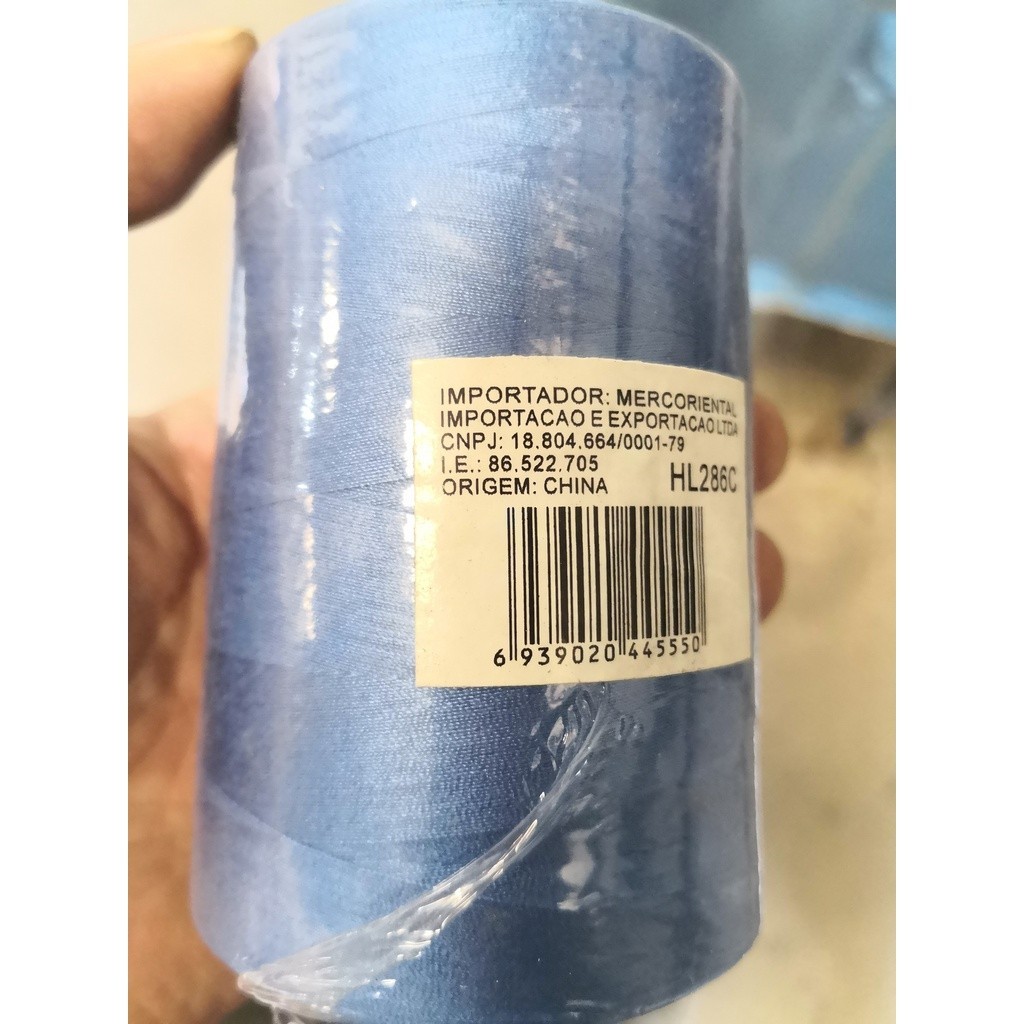 IMPORTADOR: MERCORIENTAL
IMPORTACAO E EXPORTACAO LTDA
CNPJ: 18.804.664/0001-79
I.E.: 86.522.705
ORIGEM: CHINA
HL286C
6 939020 445550